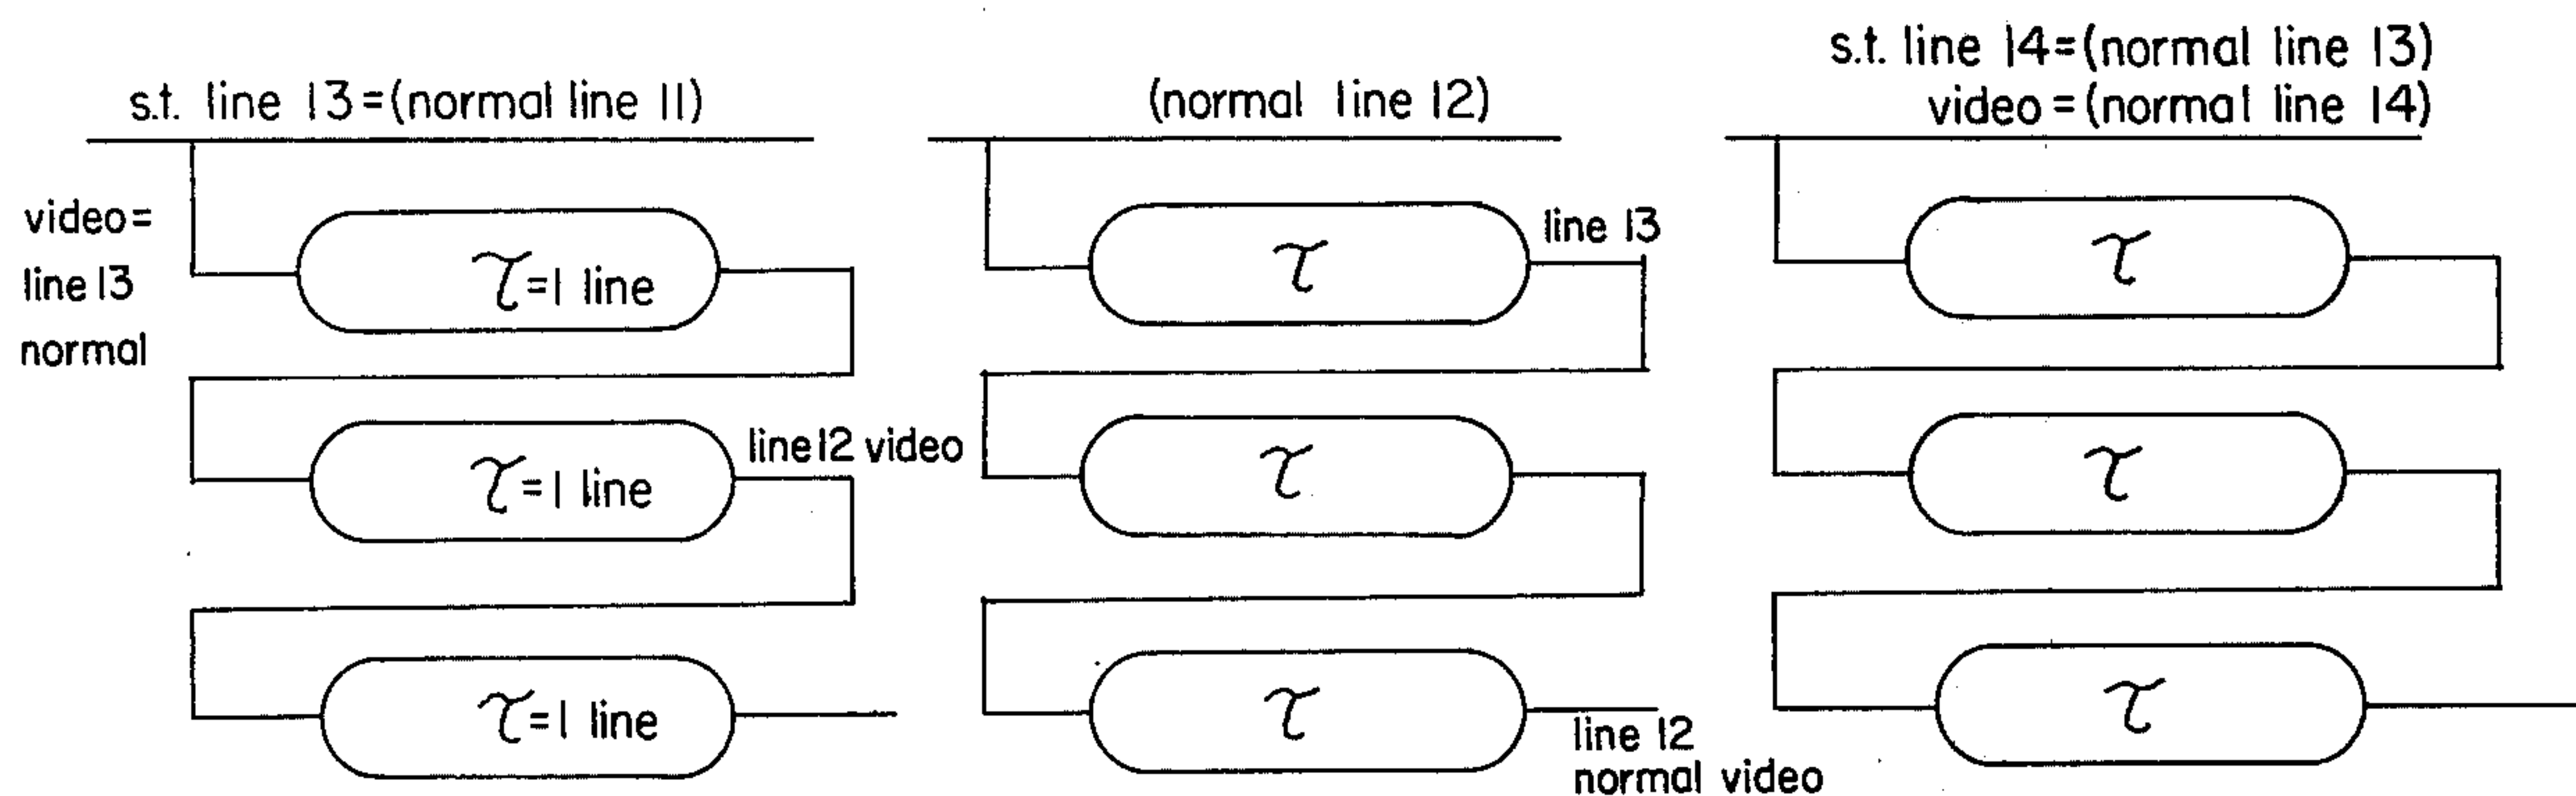 s.t. line 13=(normal line 11)
video=
line 13
normal
τ=1 line
line 12 video
τ=1 line
τ=1 line
(normal line 12)
τ
line 13
τ
τ
line 12
normal video
s.t. line 14=(normal line 13)
video=(normal line 14)
τ
τ
τ